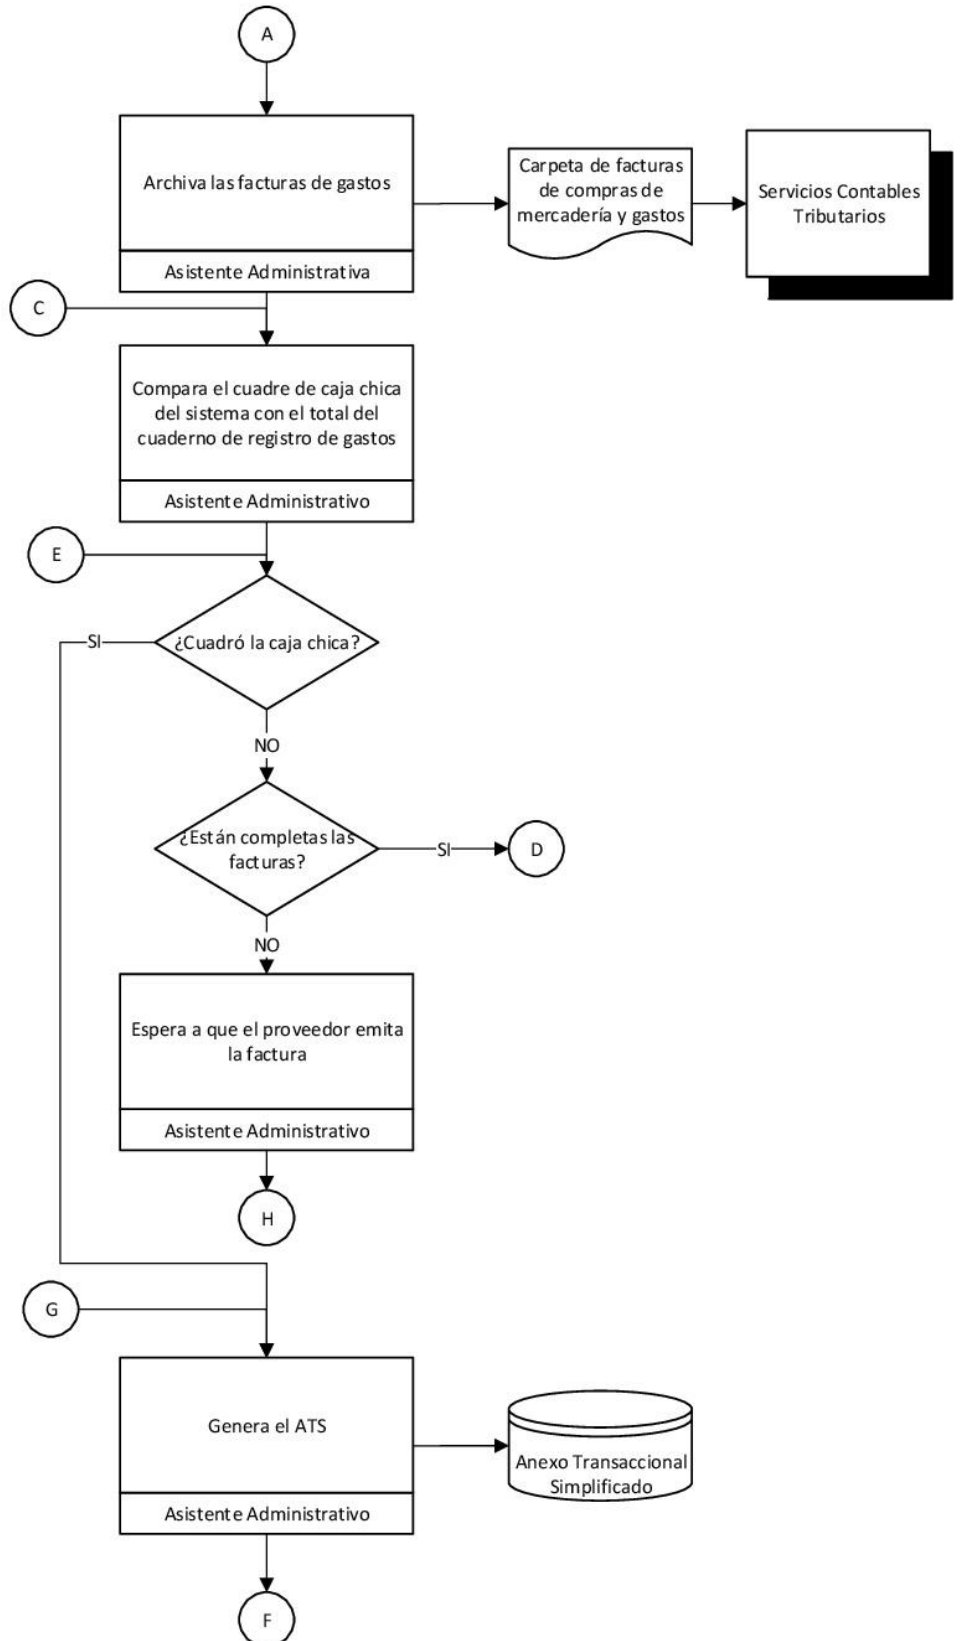 A
Archiva las facturas de gastos
Asistente Administrativa
Carpeta de facturas
de compras de
mercadería y gastos
Servicios Contables
Tributarios
C
Compara el cuadre de caja chica
del sistema con el total del
cuaderno de registro de gastos
Asistente Administrativo
E
SI
¿Cuadró la caja chica?
NO
¿Están completas las
facturas?
SI
D
NO
Espera a que el proveedor emita
la factura
Asistente Administrativo
H
G
Genera el ATS
Asistente Administrativo
Anexo Transaccional
Simplificado
F